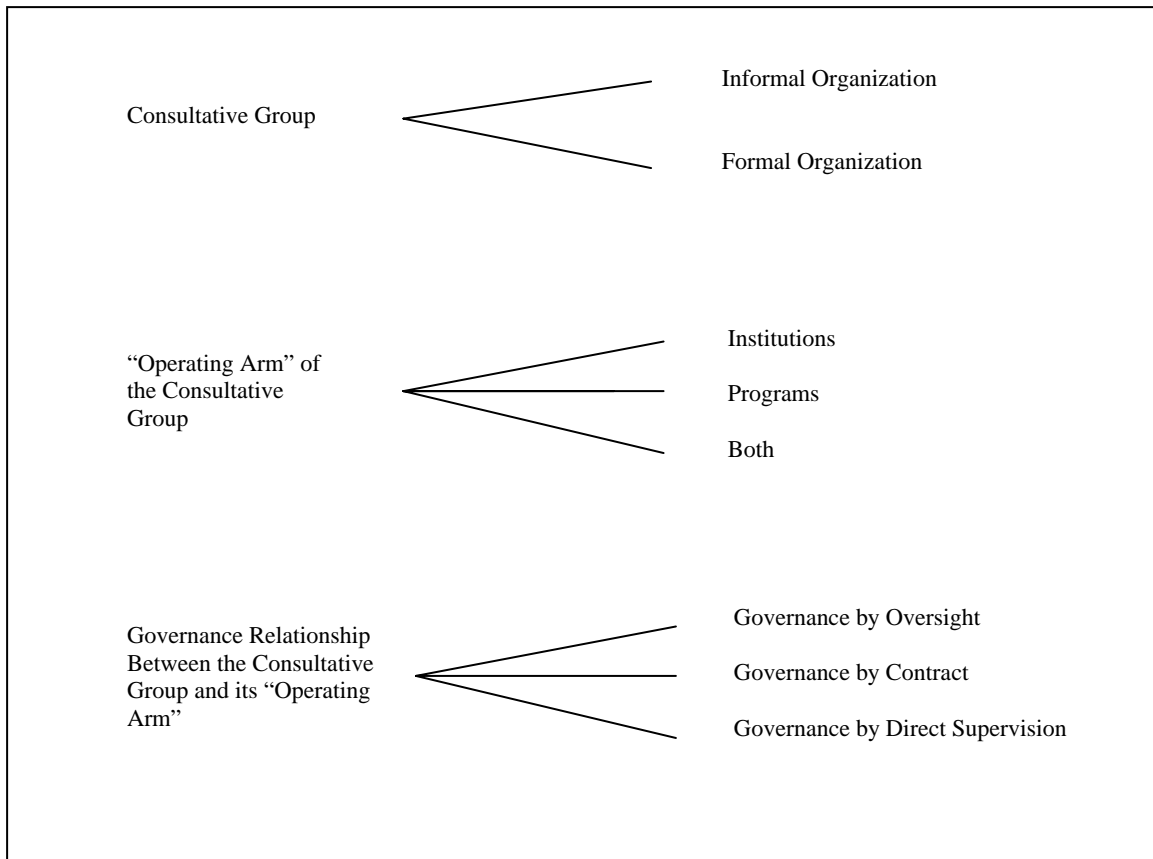 Consultative Group
Informal Organization
Formal Organization
“Operating Arm” of
the Consultative
Group
Institutions
Programs
Both
Governance Relationship
Between the Consultative
Group and its “Operating
Arm”
Governance by Oversight
Governance by Contract
Governance by Direct Supervision